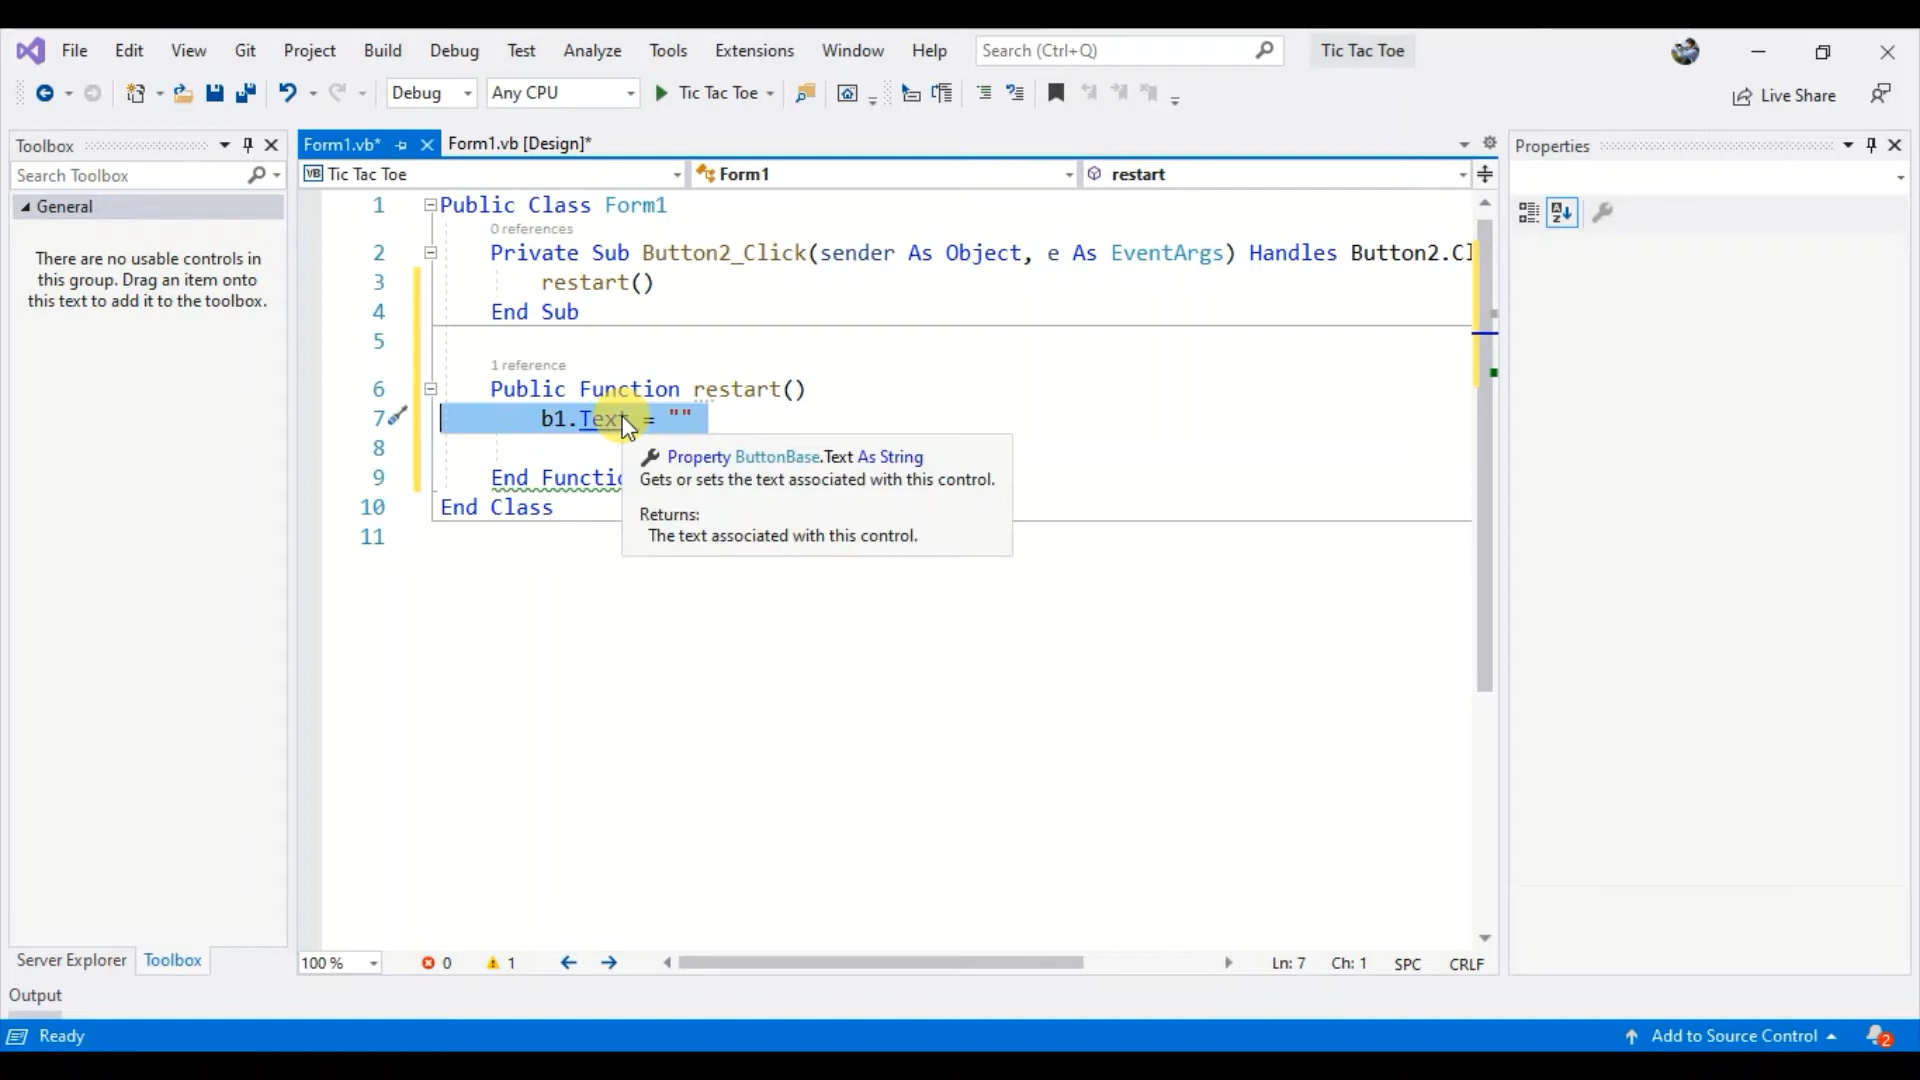 File Edit View Git Project Build Debug Test Analyze Tools Extensions Window Help Search (Ctrl+Q) Tic Tac Toe
Debug Any CPU Tic Tac Toe Live Share
Toolbox
Search Toolbox
General
There are no usable controls in
this group. Drag an item onto
this text to add it to the toolbox.
Server Explorer Toolbox
Form1.vb* Form1.vb [Design]*
VB Tic Tac Toe Form1 restart
1 Public Class Form1
0 references
2 Private Sub Button2_Click(sender As Object, e As EventArgs) Handles Button2.Cl
3 restart()
4 End Sub
5
1 reference
6 Public Function restart()
7 b1.Text = ""
8
9 End Functio
10 End Class
11
Property ButtonBase.Text As String
Gets or sets the text associated with this control.
Returns:
The text associated with this control.
100 % 0 1 Ln: 7 Ch: 1 SPC CRLF
Properties
Output
Ready Add to Source Control 2